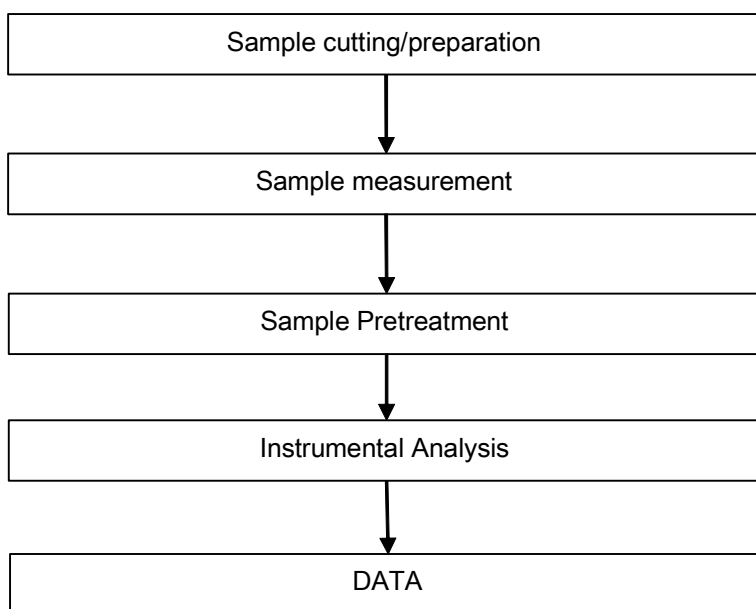 Sample cutting/preparation
Sample measurement
Sample Pretreatment
Instrumental Analysis
DATA